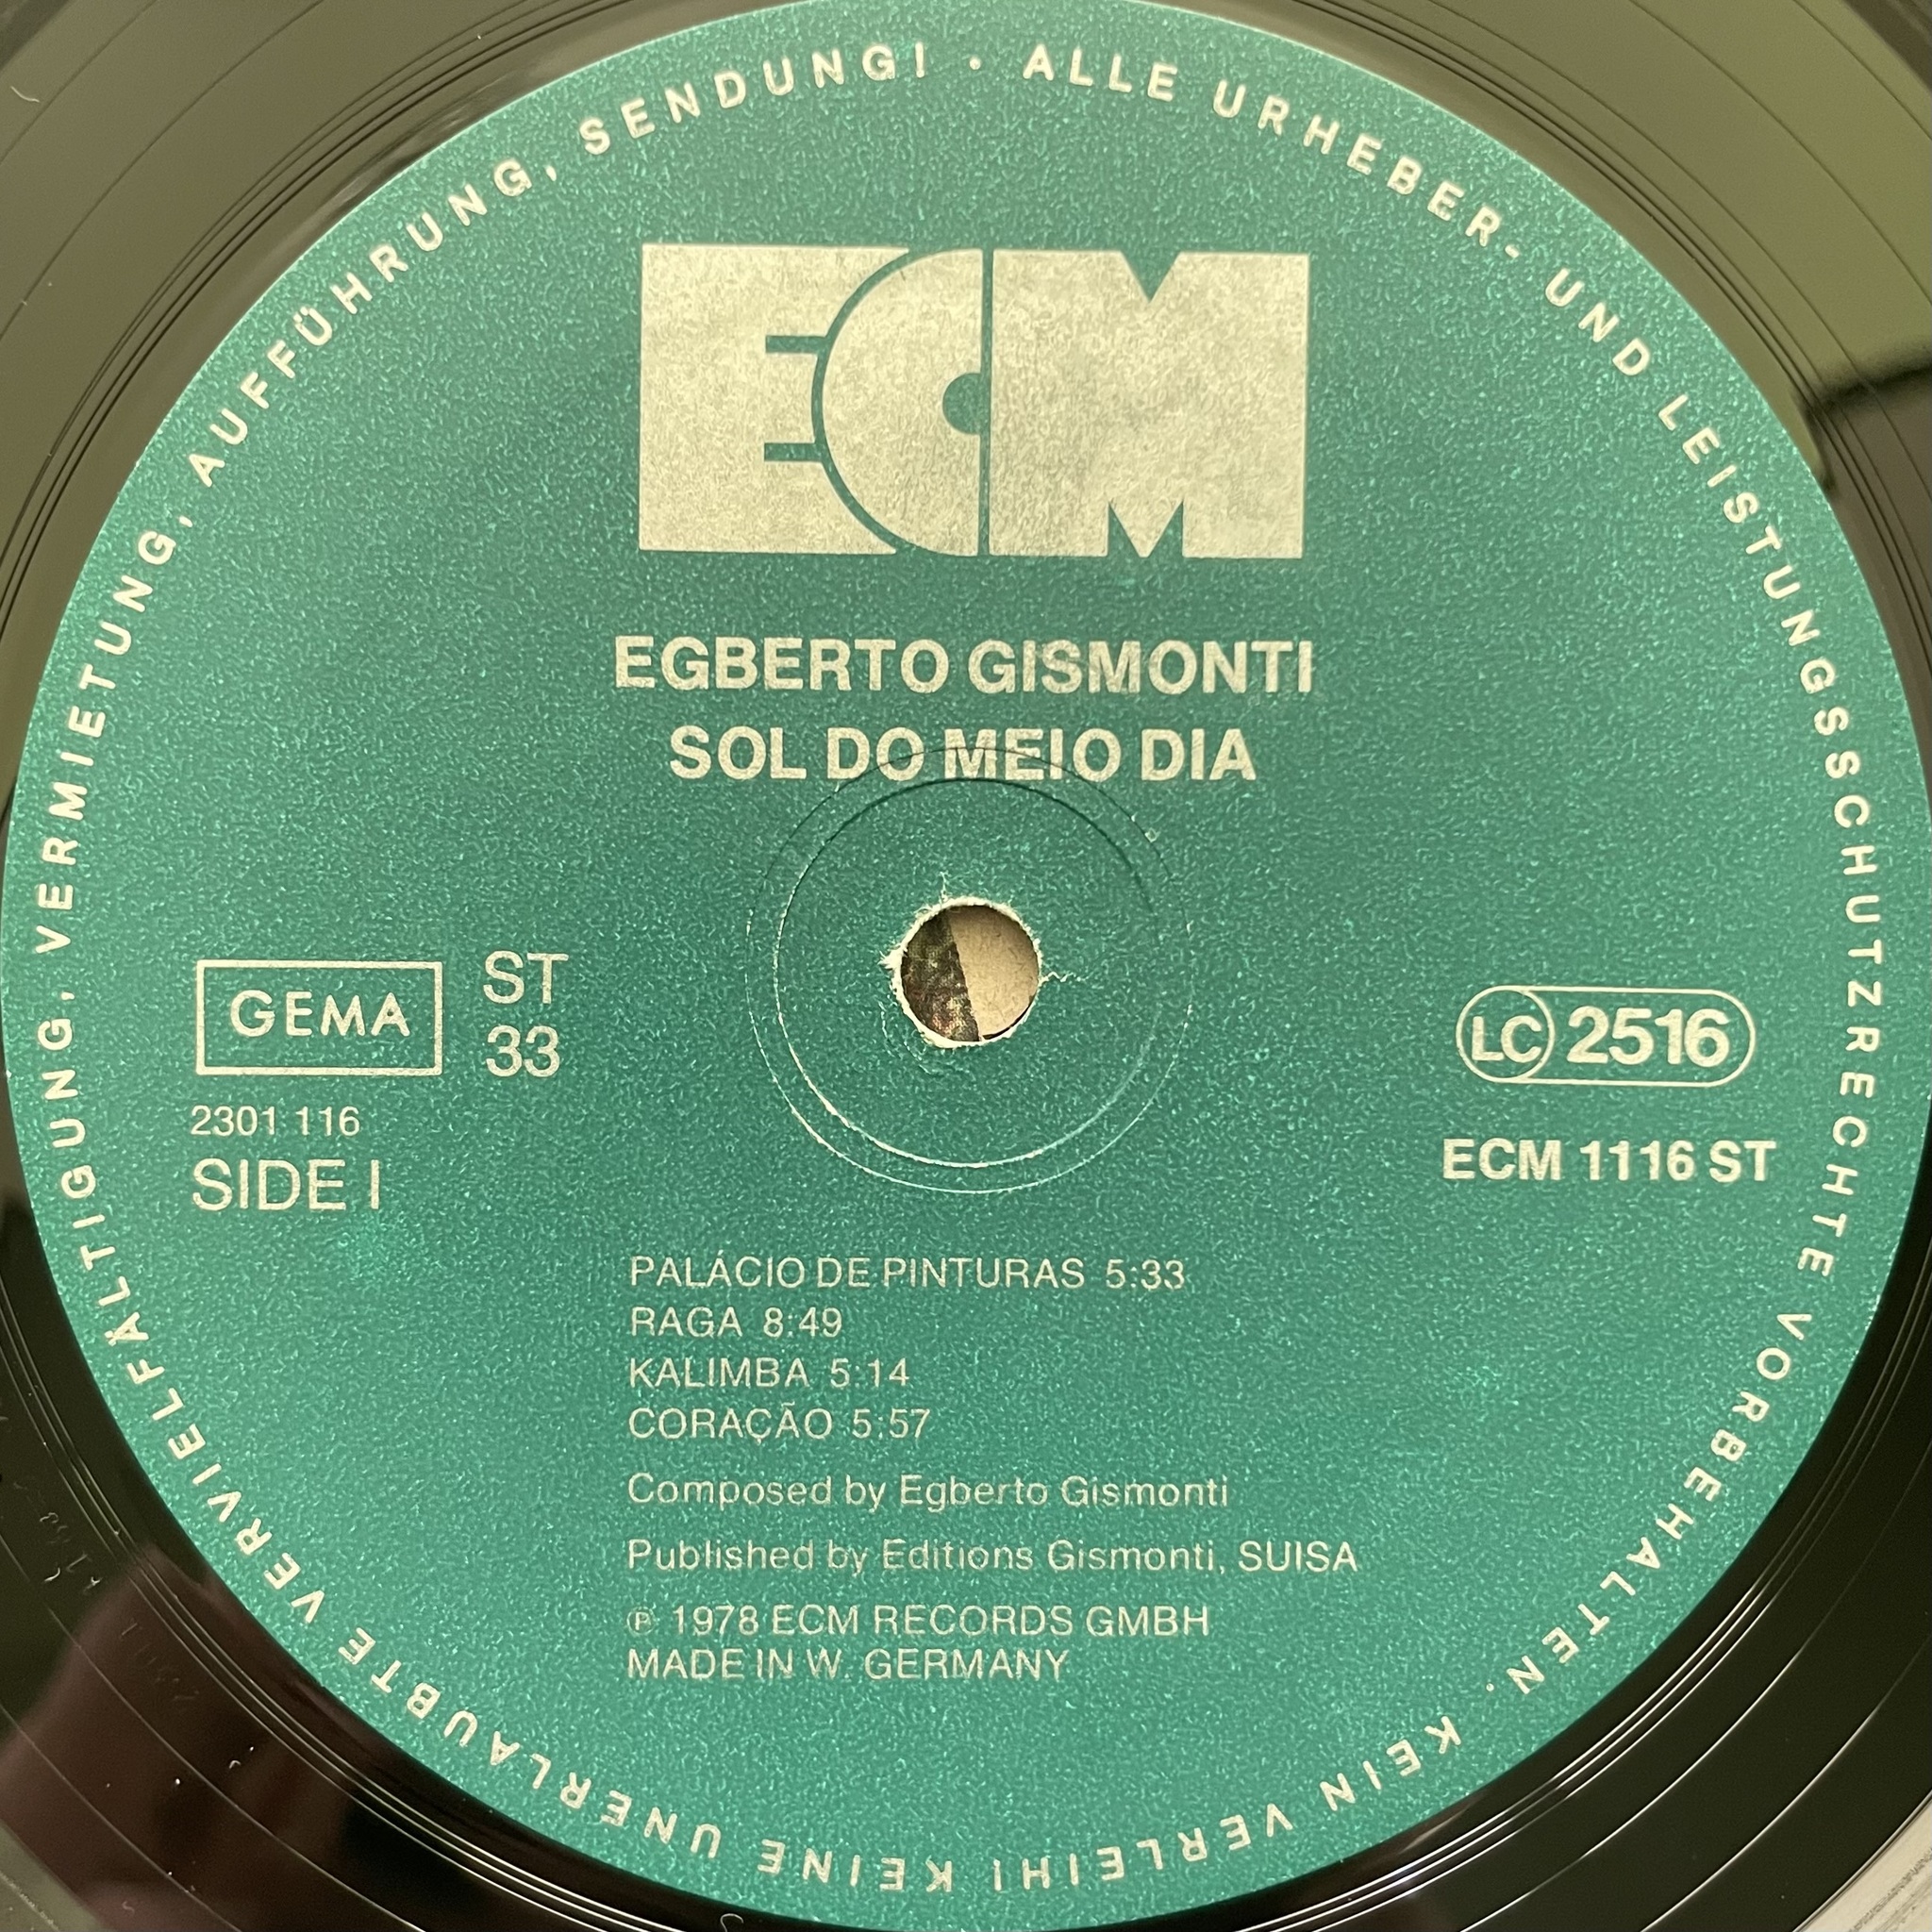 ALLE URHEBER- UND LEISTUNGSSCHUTZRECHTE VORBEHALTEN. KEIN VERLEIH! KEINE UNERLAUBTE VERVIELFÄLTIGUNG, VERMIETUNG, AUFFÜHRUNG, SENDUNG! ·
ECM
EGBERTO GISMONTI
SOL DO MEIO DIA
GEMA
ST
33
2301 116
SIDE I
LC 2516
ECM 1116 ST
PALÁCIO DE PINTURAS 5:33
RAGA 8:49
KALIMBA 5:14
CORAÇÃO 5:57
Composed by Egberto Gismonti
Published by Editions Gismonti, SUISA
℗ 1978 ECM RECORDS GMBH
MADE IN W. GERMANY